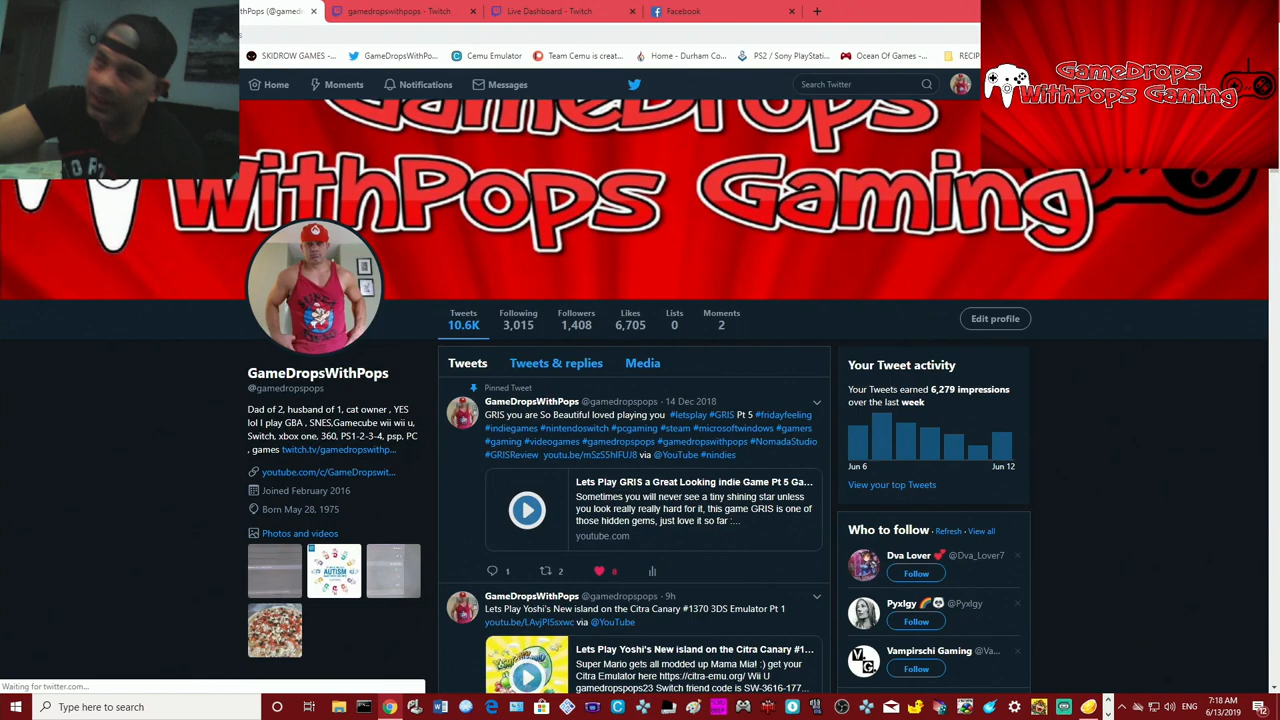 thPops (@gamed
gamedropswithpops - Twitch
Live Dashboard - Twitch
Facebook
SKIDROW GAMES -...
GameDropsWithPo...
Cemu Emulator
Team Cemu is creat...
Home - Durham Co...
PS2 / Sony PlayStati...
Ocean Of Games -...
RECIP
Home
Moments
Notifications
Messages
Search Twitter
GameDrops
WithPops Gaming
GameDrops
WithPops Gaming
Tweets
10.6K
Following
3,015
Followers
1,408
Likes
6,705
Lists
0
Moments
2
Edit profile
GameDropsWithPops
@gamedropspops
Dad of 2, husband of 1, cat owner , YES
lol I play GBA , SNES,Gamecube wii wii u,
Switch, xbox one, 360, PS1-2-3-4, psp, PC
, games twitch.tv/gamedropswithp...
youtube.com/c/GameDropswit...
Joined February 2016
Born May 28, 1975
Photos and videos
AUTISM
Tweets
Tweets & replies
Media
Pinned Tweet
GameDropsWithPops @gamedropspops · 14 Dec 2018
GRIS you are So Beautiful loved playing you #letsplay #GRIS Pt 5 #fridayfeeling
#indiegames #nintendoswitch #pcgaming #steam #microsoftwindows #gamers
#gaming #videogames #gamedropspops #gamedropswithpops #NomadaStudio
#GRISReview youtu.be/mSzS5hIFUJ8 via @YouTube #nindies
Lets Play GRIS a Great Looking indie Game Pt 5 Ga...
Sometimes you will never see a tiny shining star unless
you look really really hard for it, this game GRIS is one of
those hidden gems, just love it so far :...
youtube.com
1
2
8
GameDropsWithPops @gamedropspops · 9h
Lets Play Yoshi's New island on the Citra Canary #1370 3DS Emulator Pt 1
youtu.be/LAvjPI5sxwc via @YouTube
Lets Play Yoshi's New island on the Citra Canary #1...
Super Mario gets all modded up Mama Mia! :) get your
Citra Emulator here https://citra-emu.org/ Wii U
gamedropspops23 Switch friend code is SW-3616-177...
Your Tweet activity
Your Tweets earned 6,279 impressions
over the last week
Jun 6
Jun 12
View your top Tweets
Who to follow · Refresh · View all
Dva Lover 💕 @Dva_Lover7
Follow
Pyxlgy 🌈🐼 @Pyxlgy
Follow
Vampirschi Gaming @Va...
Follow
Waiting for twitter.com...
Type here to search
7:18 AM
6/13/2019
12